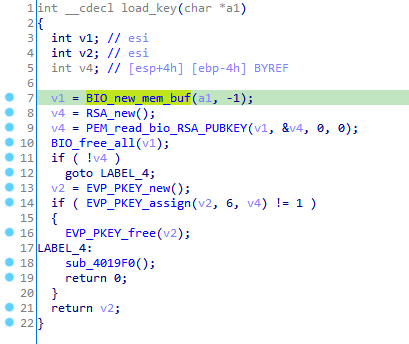 1 int __cdecl load_key(char *a1)
2 {
3 int v1; // esi
4 int v2; // esi
5 int v4; // [esp+4h] [ebp-4h] BYREF
6
7 v1 = BIO_new_mem_buf(a1, -1);
8 v4 = RSA_new();
9 v4 = PEM_read_bio_RSA_PUBKEY(v1, &v4, 0, 0);
10 BIO_free_all(v1);
11 if ( !v4 )
12 goto LABEL_4;
13 v2 = EVP_PKEY_new();
14 if ( EVP_PKEY_assign(v2, 6, v4) != 1 )
15 {
16 EVP_PKEY_free(v2);
17 LABEL_4:
18 sub_4019F0();
19 return 0;
20 }
21 return v2;
22 }